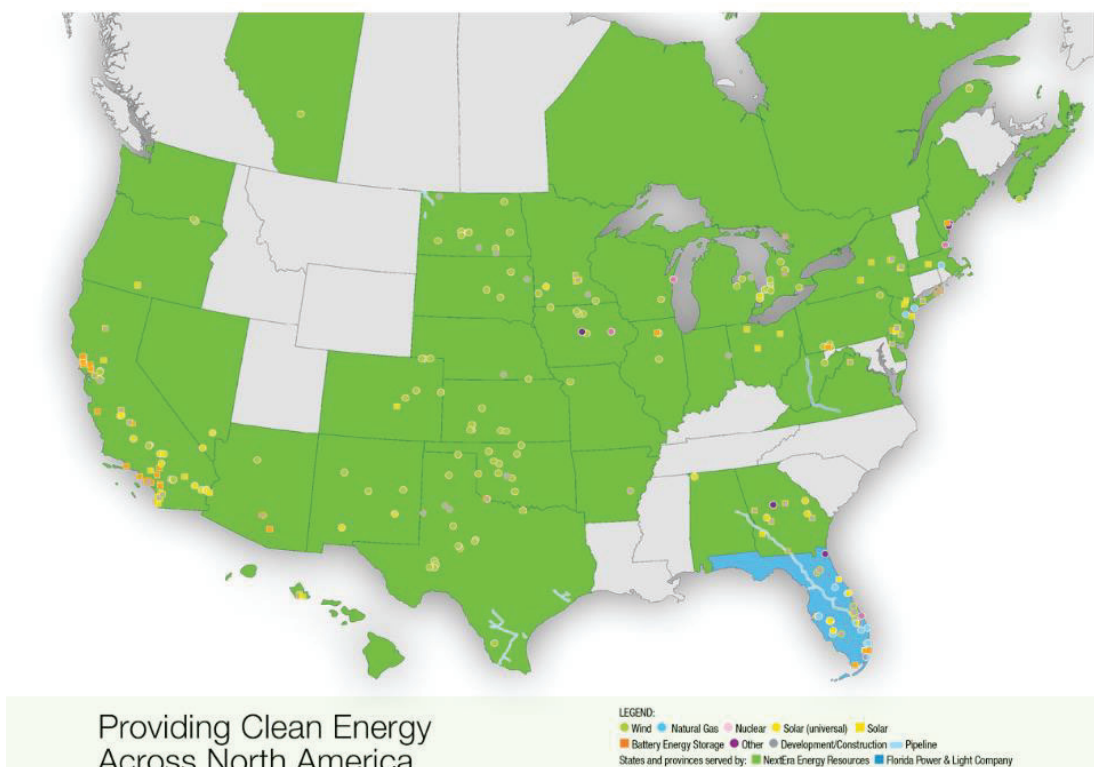 Providing Clean Energy
Across North America
LEGEND:
Wind Natural Gas Nuclear Solar (universal) Solar
Battery Energy Storage Other Development/Construction Pipeline
States and provinces served by: NextEra Energy Resources Florida Power & Light Company